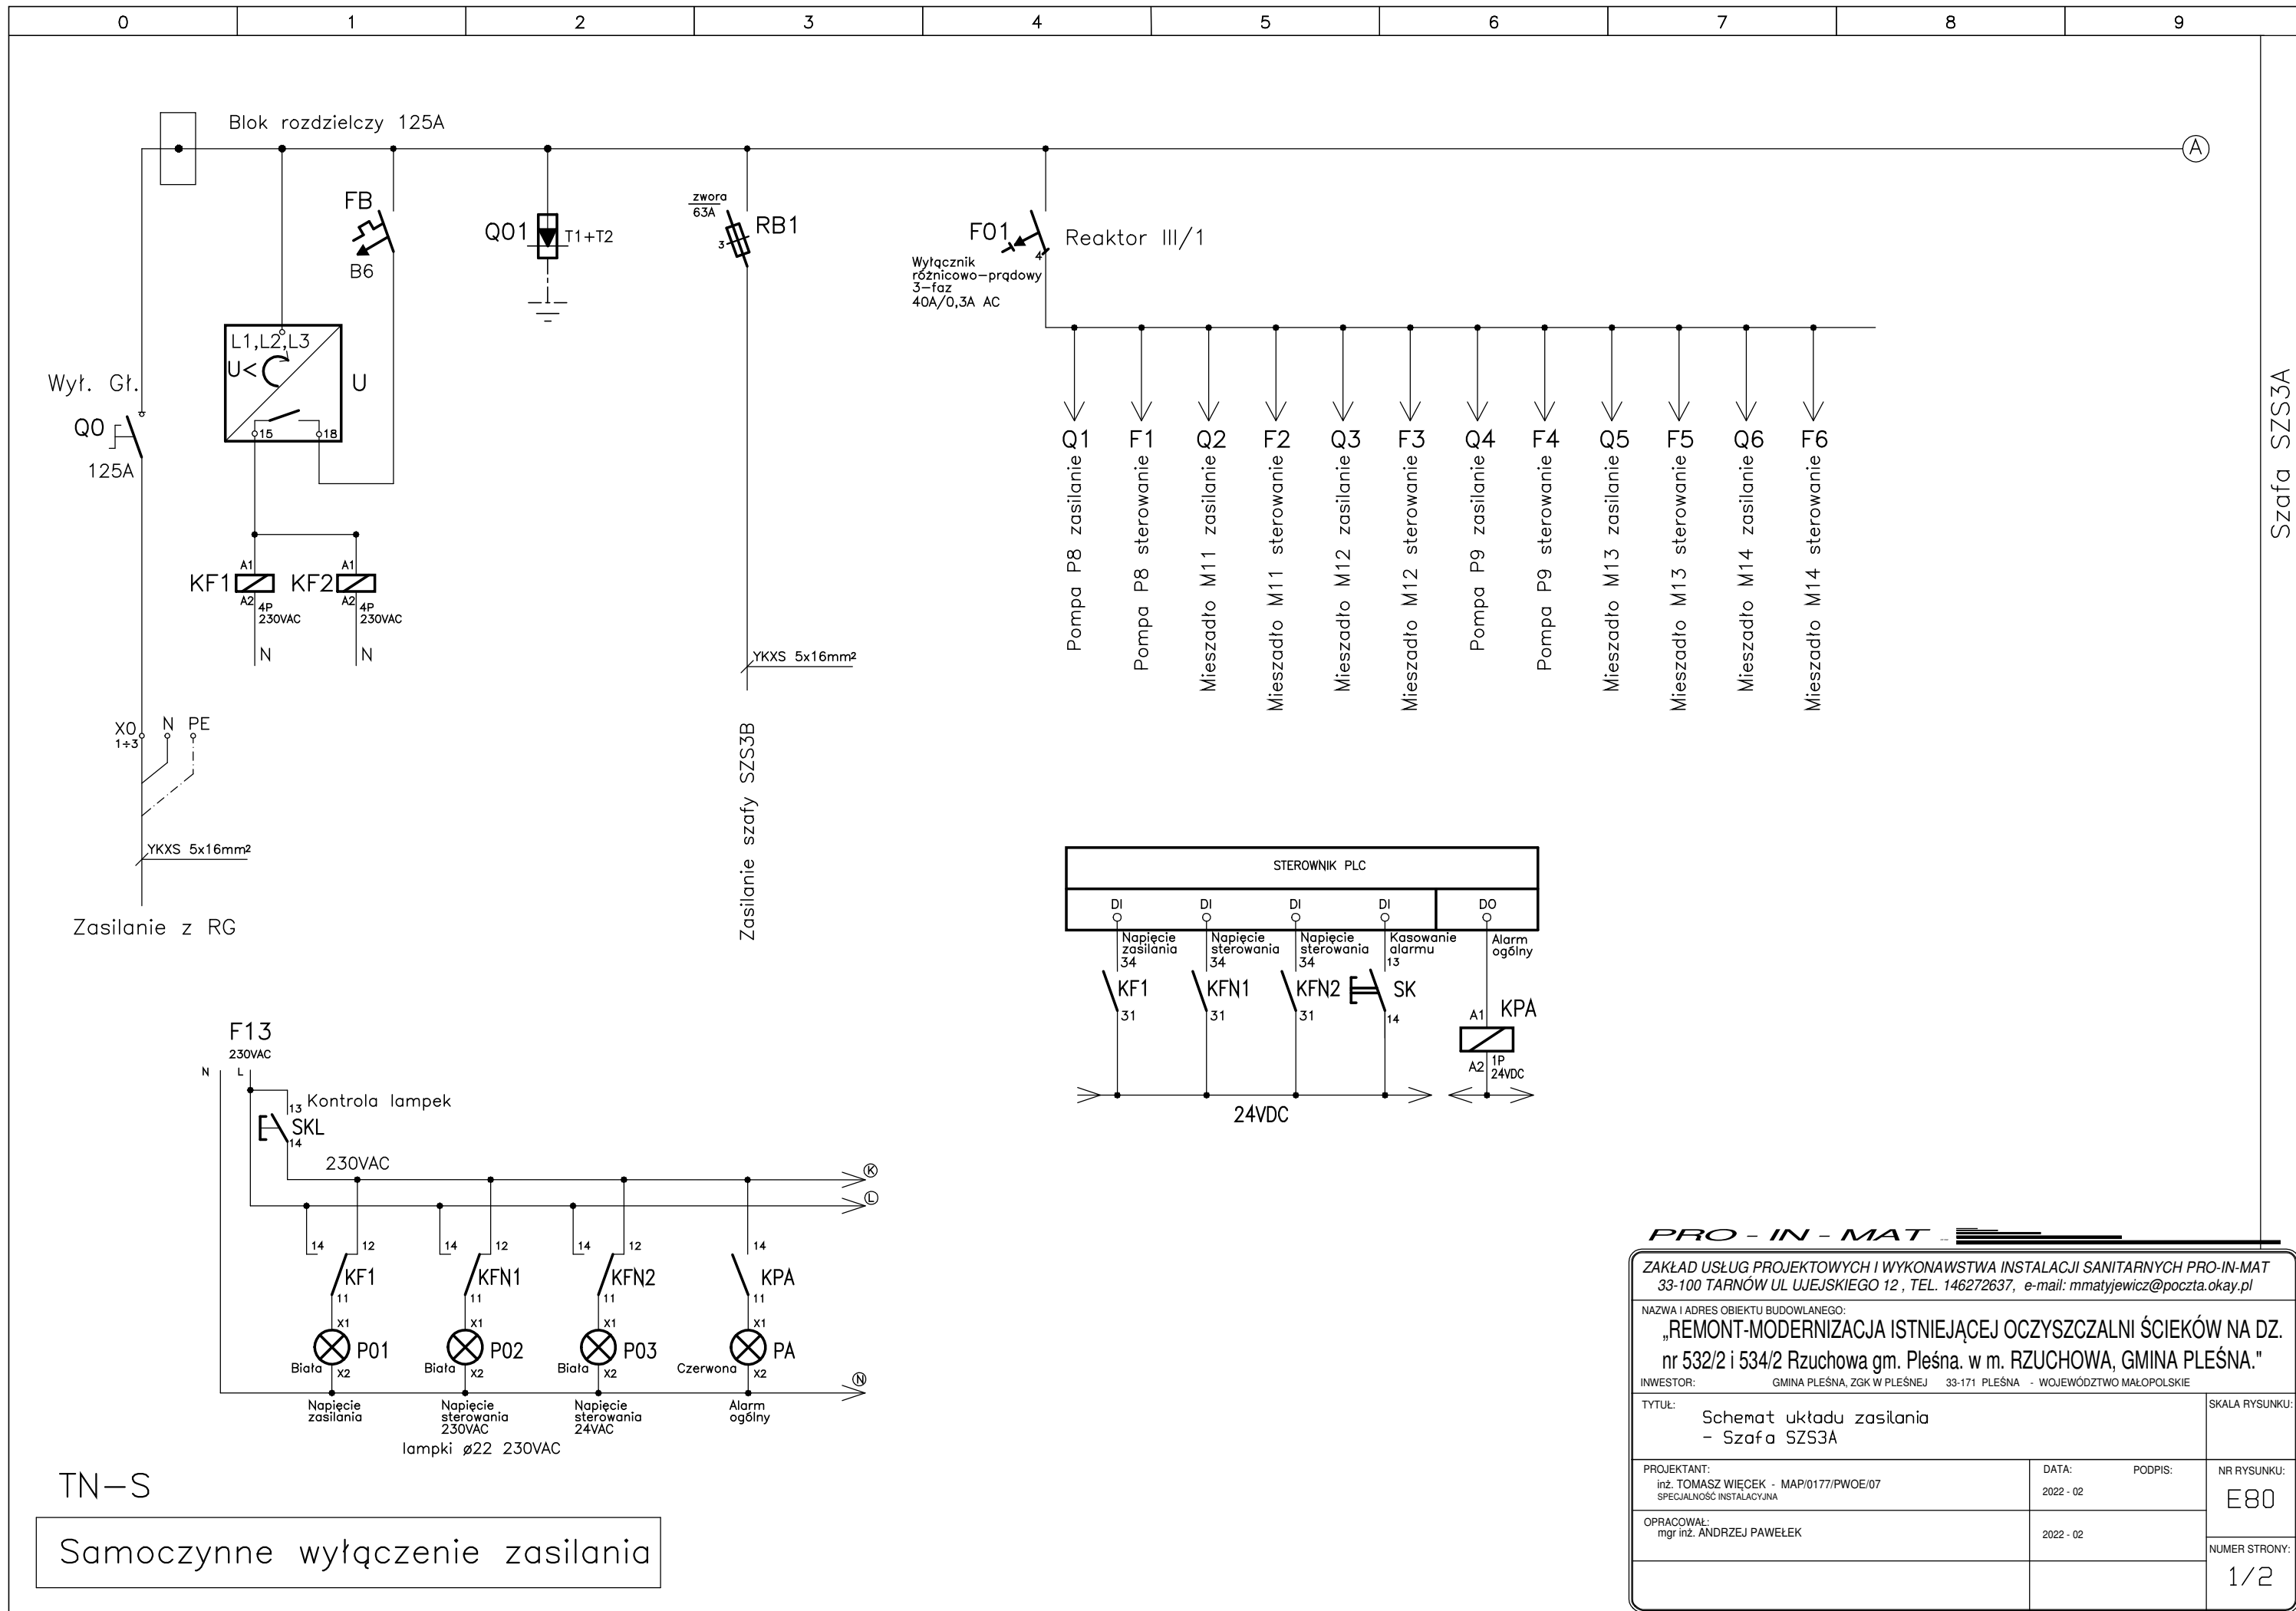 0 1 2 3 4 5 6 7 8 9
Blok rozdzielczy 125A
A
FB
B6
Q01
T1+T2
zwora
63A
3
RB1
F01
4
Reaktor III/1
Wyłącznik
różnicowo-prądowy
3-faz
40A/0,3A AC
L1,L2,L3
U<
U
15
18
Wył. Gł.
Q0
125A
Szafa SZS3A
Q1 F1 Q2 F2 Q3 F3 Q4 F4 Q5 F5 Q6 F6
Pompa P8 zasilanie
Pompa P8 sterowanie
Mieszadło M11 zasilanie
Mieszadło M11 sterowanie
Mieszadło M12 zasilanie
Mieszadło M12 sterowanie
Pompa P9 zasilanie
Pompa P9 sterowanie
Mieszadło M13 zasilanie
Mieszadło M13 sterowanie
Mieszadło M14 zasilanie
Mieszadło M14 sterowanie
A1
KF1
A2
4P
230VAC
N
A1
KF2
A2
4P
230VAC
N
YKXS 5x16mm²
Zasilanie szafy SZS3B
X0
1÷3
N
PE
YKXS 5x16mm²
Zasilanie z RG
STEROWNIK PLC
DI DI DI DI DO
Napięcie
zasilania
34
KF1
31
Napięcie
sterowania
34
KFN1
31
Napięcie
sterowania
34
KFN2
31
Kasowanie
alarmu
13
SK
14
Alarm
ogólny
A1
KPA
A2
1P
24VDC
24VDC
F13
230VAC
N
L
13
Kontrola lampek
SKL
14
230VAC
K
L
14 12
KF1
11
X1
P01
Biała
X2
Napięcie
zasilania
14 12
KFN1
11
X1
P02
Biała
X2
Napięcie
sterowania
230VAC
14 12
KFN2
11
X1
P03
Biała
X2
Napięcie
sterowania
24VAC
14
KPA
11
X1
PA
Czerwona
X2
Alarm
ogólny
N
lampki ø22 230VAC
TN-S
Samoczynne wyłączenie zasilania
PRO - IN - MAT
ZAKŁAD USŁUG PROJEKTOWYCH I WYKONAWSTWA INSTALACJI SANITARNYCH PRO-IN-MAT
33-100 TARNÓW UL UJEJSKIEGO 12 , TEL. 146272637, e-mail: mmatyjewicz@poczta.okay.pl
NAZWA I ADRES OBIEKTU BUDOWLANEGO:
„REMONT-MODERNIZACJA ISTNIEJĄCEJ OCZYSZCZALNI ŚCIEKÓW NA DZ.
nr 532/2 i 534/2 Rzuchowa gm. Pleśna. w m. RZUCHOWA, GMINA PLEŚNA."
INWESTOR: GMINA PLEŚNA, ZGK W PLEŚNEJ 33-171 PLEŚNA - WOJEWÓDZTWO MAŁOPOLSKIE
TYTUŁ:
Schemat układu zasilania
- Szafa SZS3A
SKALA RYSUNKU:
PROJEKTANT:
inż. TOMASZ WIĘCEK - MAP/0177/PWOE/07
SPECJALNOŚĆ INSTALACYJNA
DATA: PODPIS:
2022 - 02
NR RYSUNKU:
E80
OPRACOWAŁ:
mgr inż. ANDRZEJ PAWEŁEK
2022 - 02
NUMER STRONY:
1/2